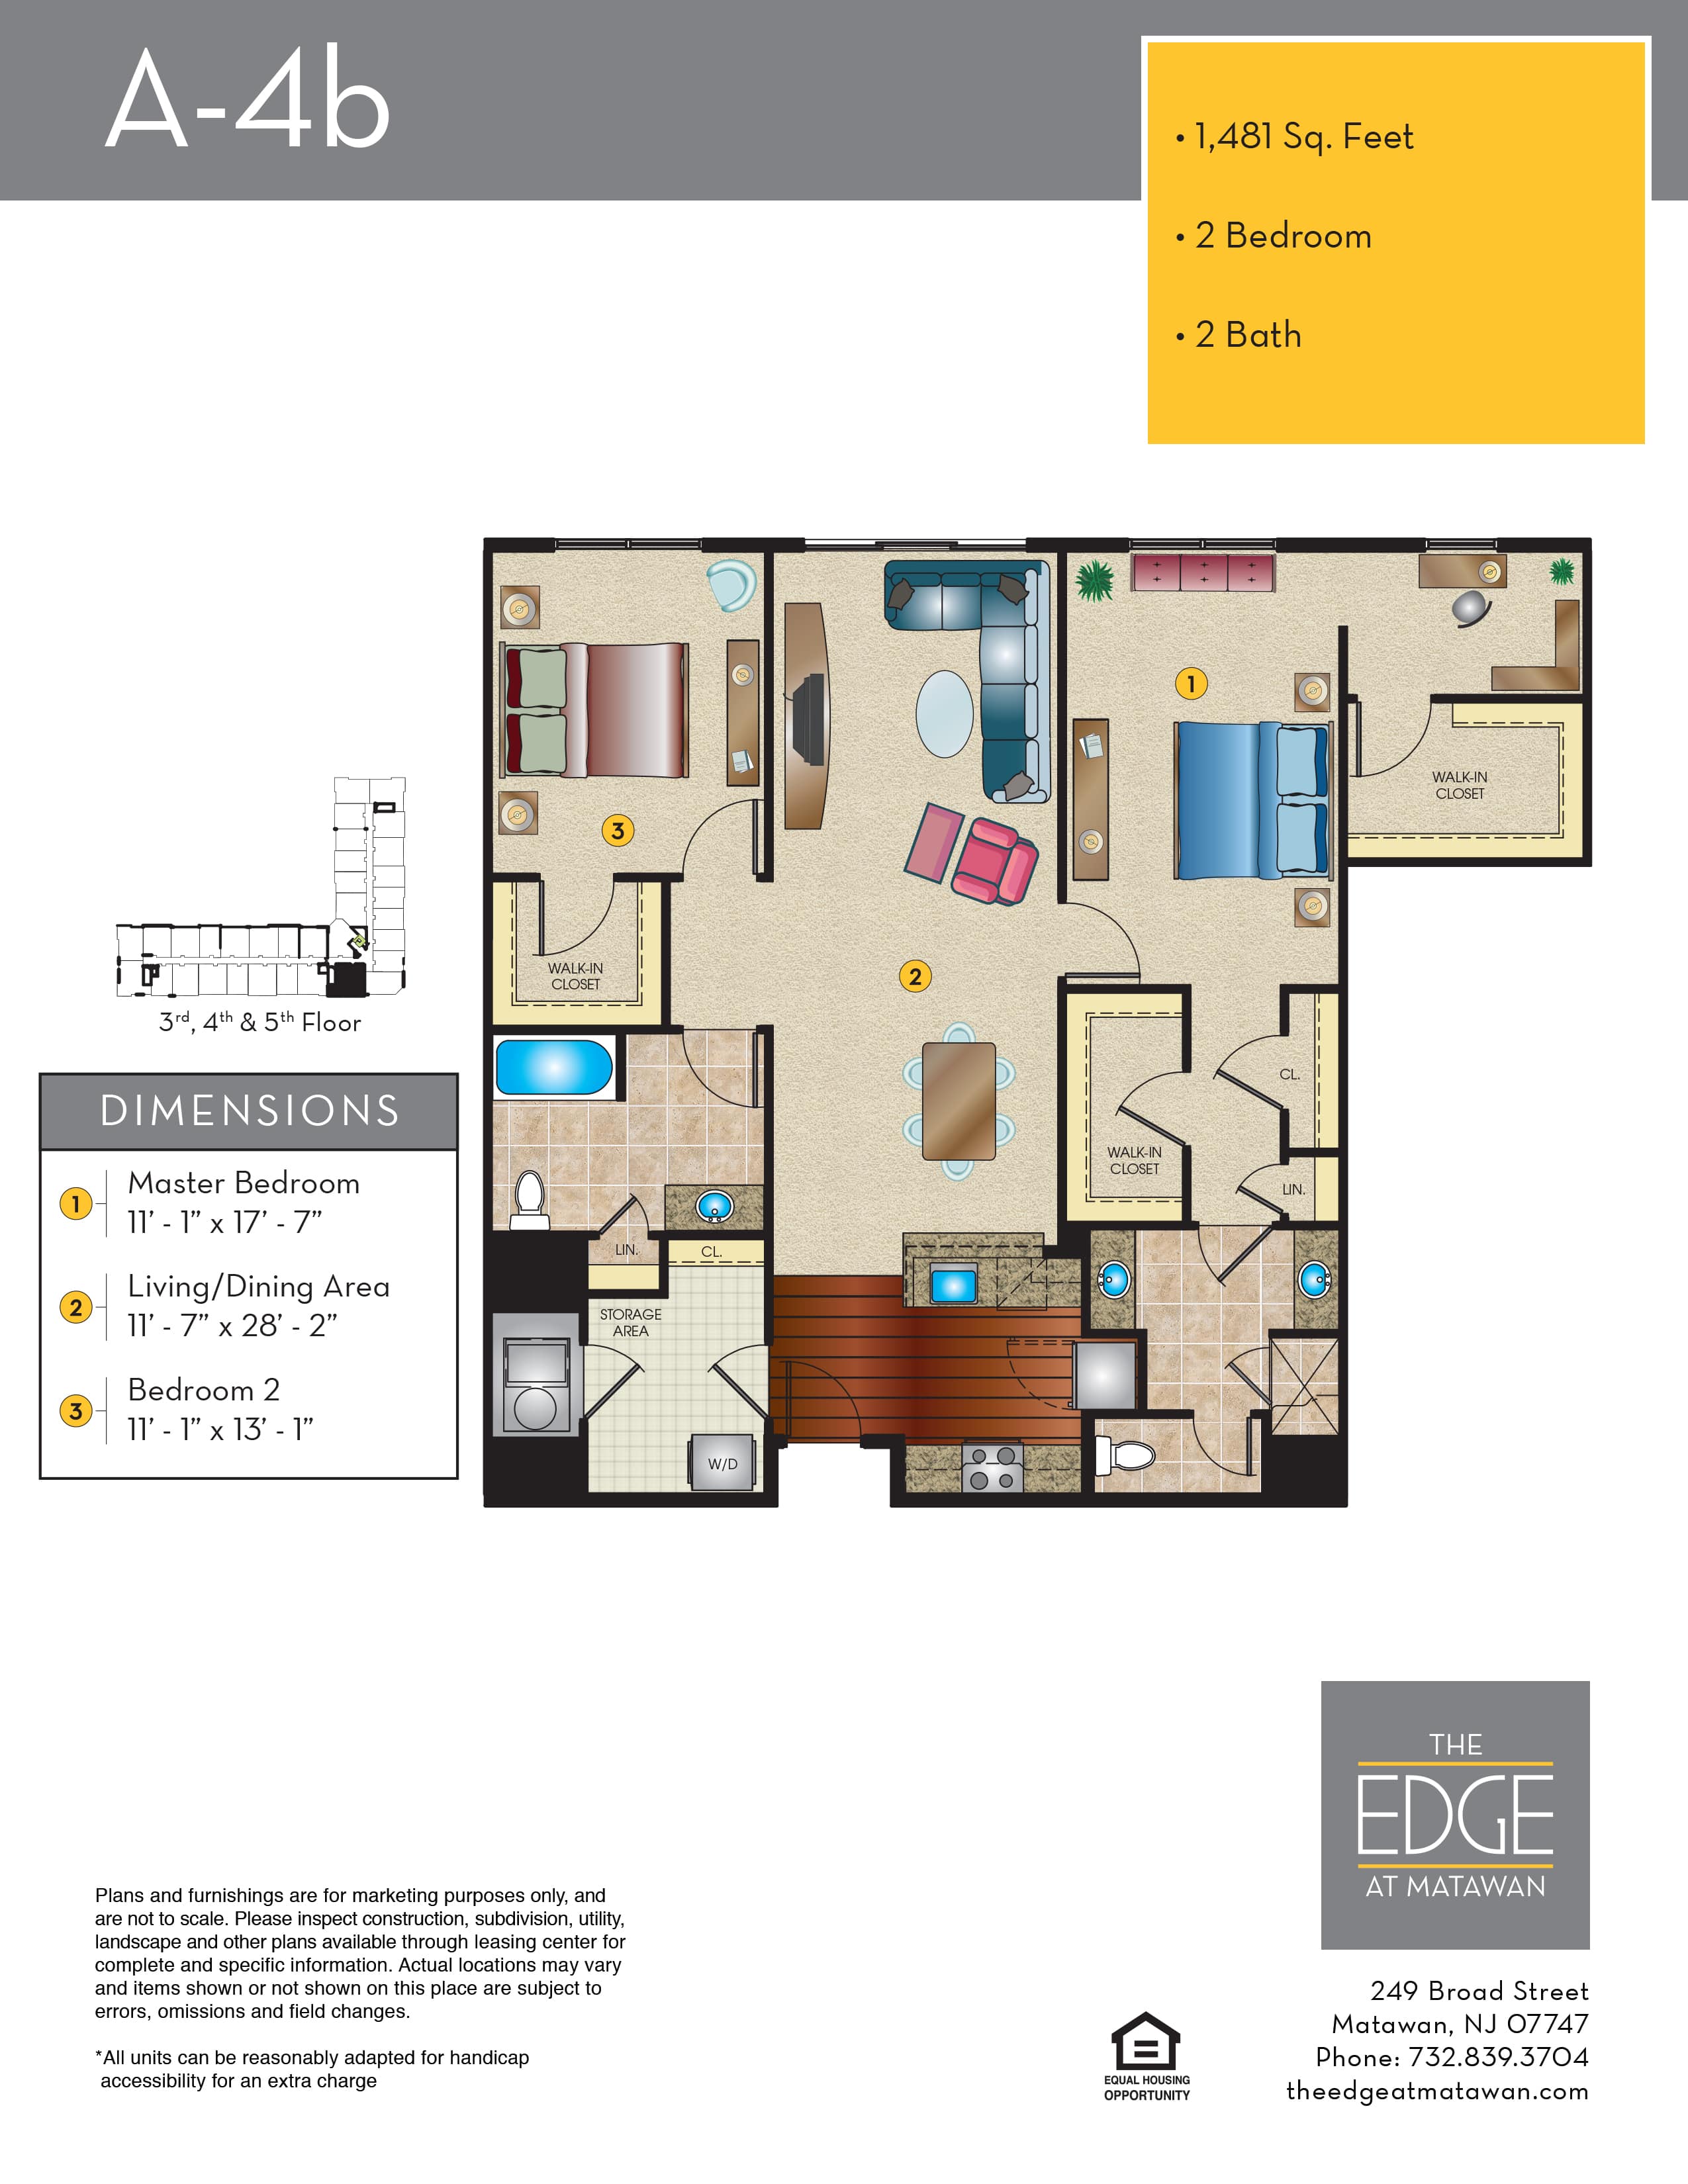 A-4b
• 1,481 Sq. Feet
• 2 Bedroom
• 2 Bath
1
3
2
WALK-IN
CLOSET
WALK-IN
CLOSET
WALK-IN
CLOSET
CL.
LIN.
LIN.
CL.
STORAGE
AREA
W/D
3rd, 4th & 5th Floor
DIMENSIONS
1 Master Bedroom
11’ - 1” x 17’ - 7”
2 Living/Dining Area
11’ - 7” x 28’ - 2”
3 Bedroom 2
11’ - 1” x 13’ - 1”
THE
EDGE
AT MATAWAN
Plans and furnishings are for marketing purposes only, and
are not to scale. Please inspect construction, subdivision, utility,
landscape and other plans available through leasing center for
complete and specific information. Actual locations may vary
and items shown or not shown on this place are subject to
errors, omissions and field changes.
*All units can be reasonably adapted for handicap
accessibility for an extra charge
EQUAL HOUSING
OPPORTUNITY
249 Broad Street
Matawan, NJ 07747
Phone: 732.839.3704
theedgeatmatawan.com